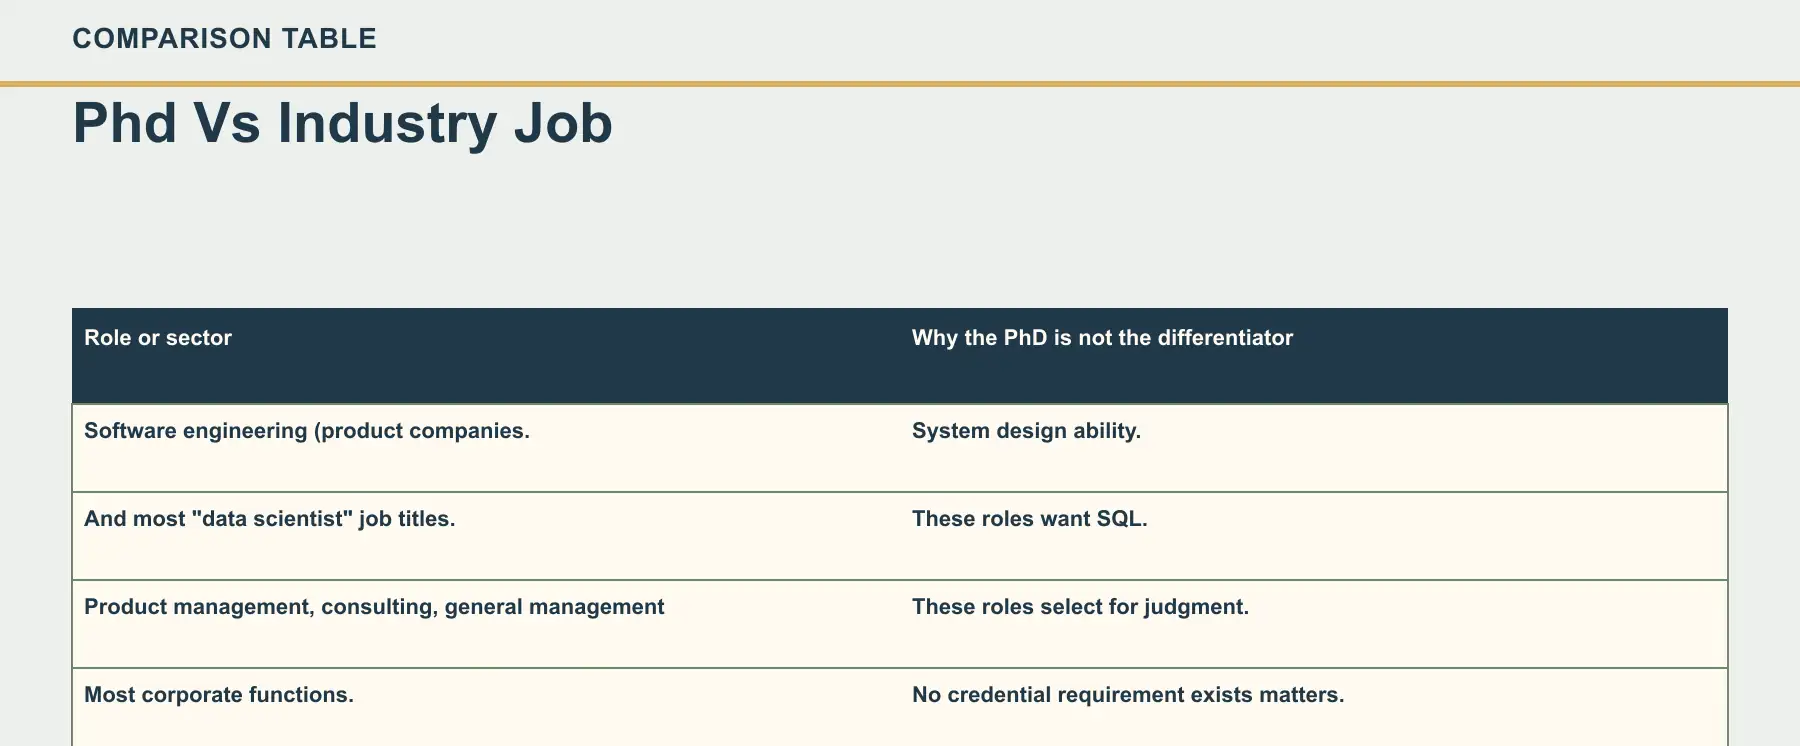 COMPARISON TABLE
Phd Vs Industry Job
Role or sector
Why the PhD is not the differentiator
Software engineering (product companies.
System design ability.
And most "data scientist" job titles.
These roles want SQL.
Product management, consulting, general management
These roles select for judgment.
Most corporate functions.
No credential requirement exists matters.